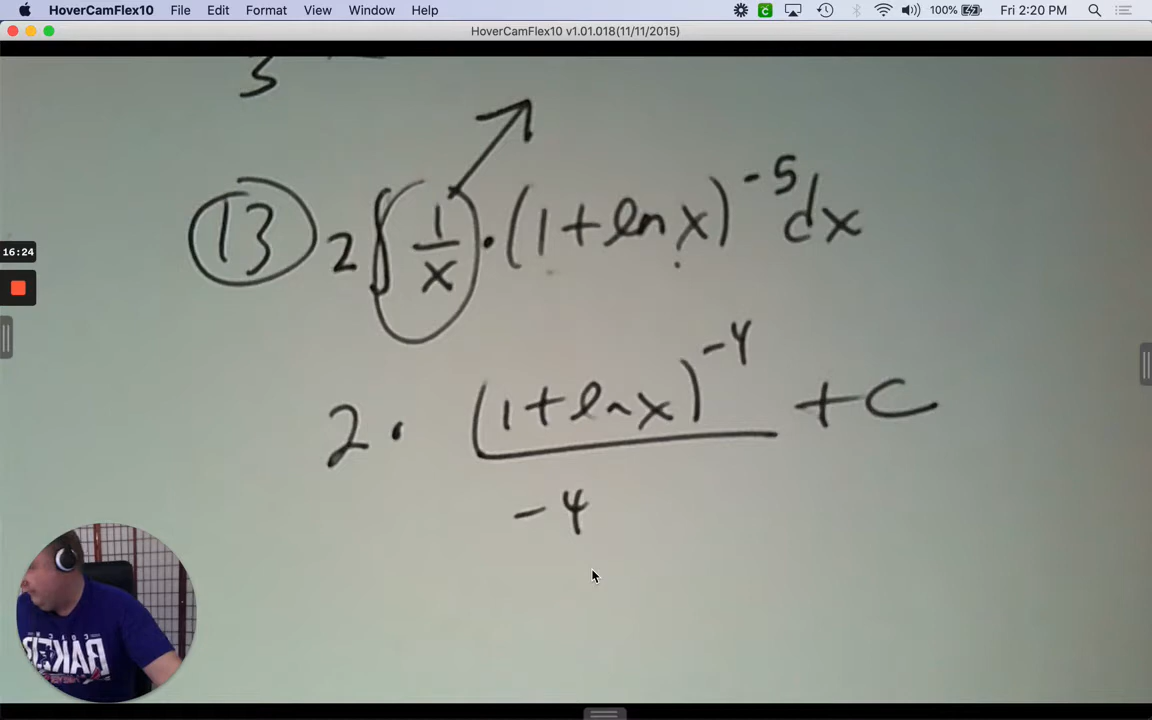 HoverCamFlex10 File Edit Format View Window Help 100% Fri 2:20 PM
HoverCamFlex10 v1.01.018(11/11/2015)
3
13 2∫ 1/x · (1+ln x)^-5 dx
16:24
2 · (1+ln x)^-4 / -4 + C
BAKER